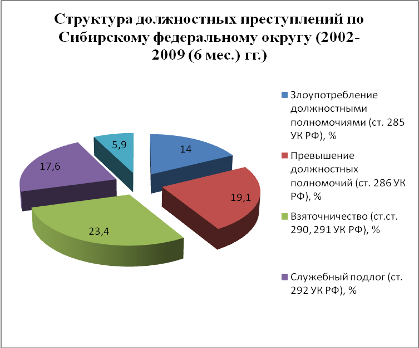 Структура должностных преступлений по
Сибирскому федеральному округу (2002-
2009 (6 мес.) гг.)
5,9
14
17,6
19,1
23,4
Злоупотребление
должностными
полномочиями (ст. 285
УК РФ), %
Превышение
должностных
полномочий (ст. 286 УК
РФ), %
Взяточничество (ст.ст.
290, 291 УК РФ), %
Служебный подлог (ст.
292 УК РФ), %